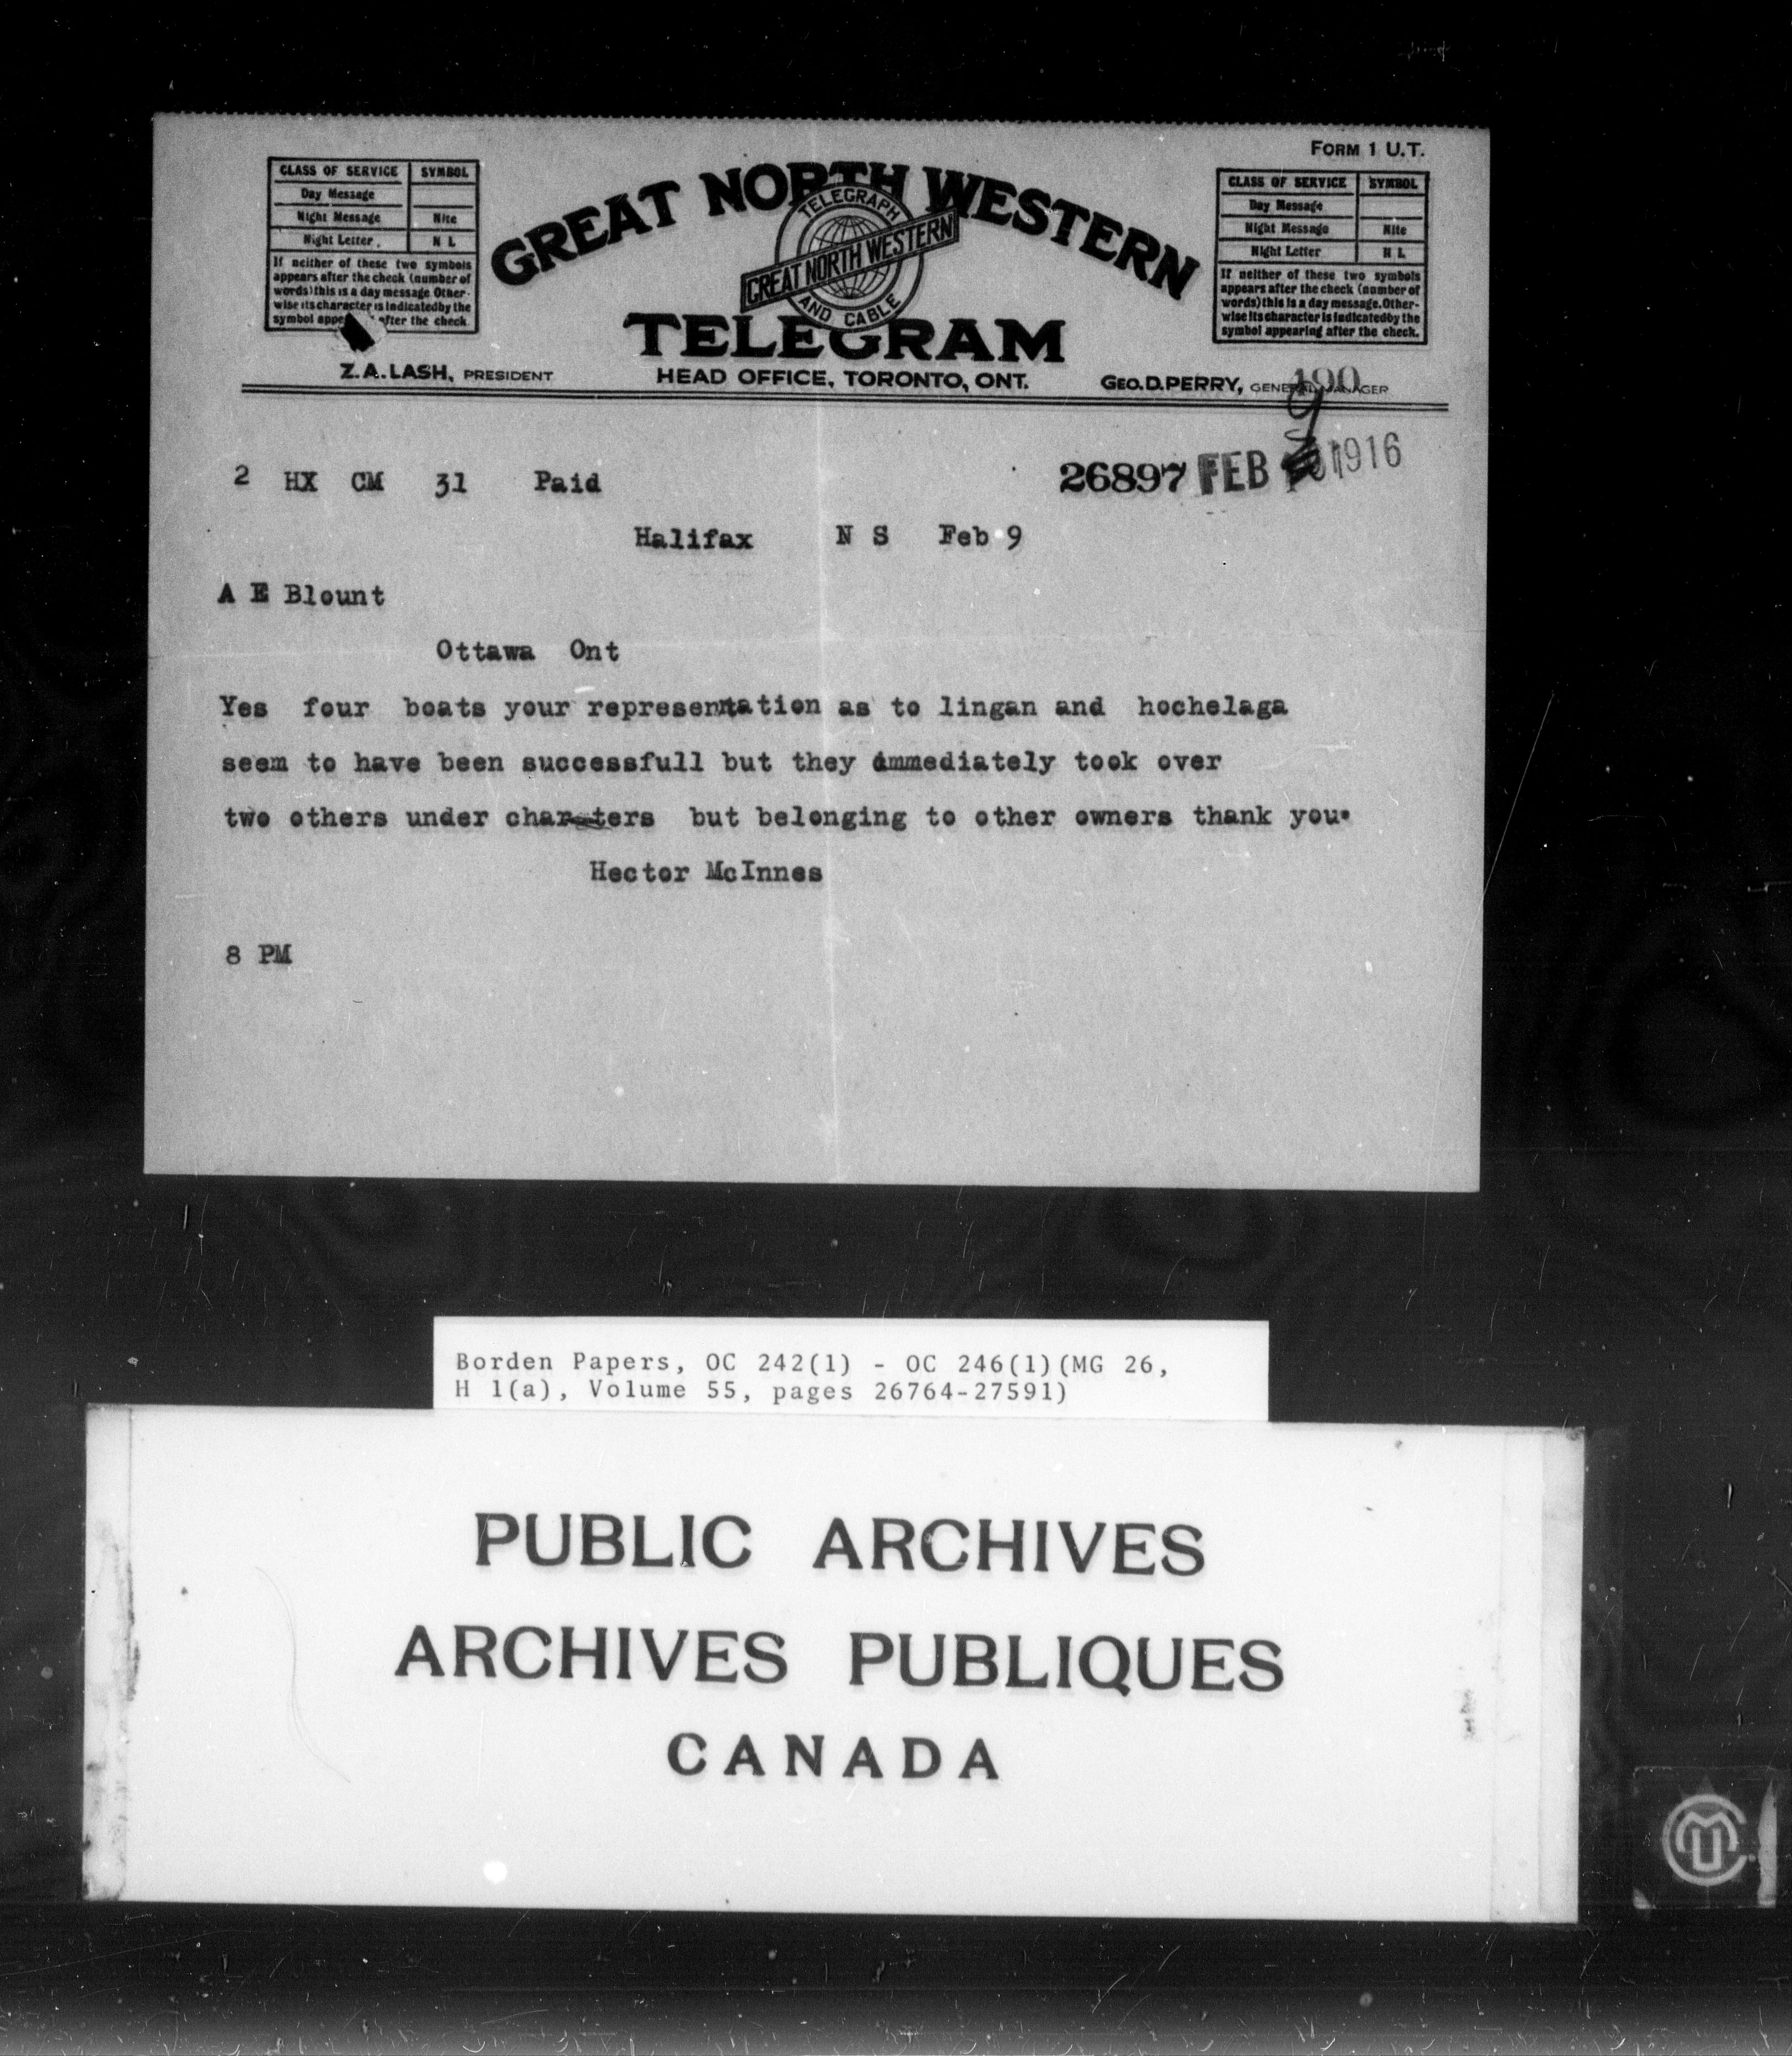 FORM 1 U.T.
CLASS OF SERVICE SYMBOL
Day Message
Night Message Nite
Night Letter. N L
If neither of these two symbols
appears after the check (number of
words) this is a day message Other-
wise its character is indicated by the
symbol after the check.
GREAT NORTH WESTERN
TELEGRAPH
GREAT NORTH WESTERN
AND CABLE
TELEGRAM
CLASS OF SERVICE SYMBOL
Day Message
Night Message Nite
Night Letter N L
If neither of these two symbols
appears after the check (number of
words) this is a day message. Other-
wise its character is indicated by the
symbol appearing after the check.
Z.A.LASH, PRESIDENT HEAD OFFICE, TORONTO, ONT. GEO.D.PERRY, GENERAL MANAGER
190
9
2 HX CM 31 Paid 26897 FEB 1916
Halifax N S Feb 9
A E Blount
Ottawa Ont
Yes four boats your representation as to lingan and hochelaga
seem to have been successfull but they immediately took over
two others under charters but belonging to other owners thank you.
Hector McInnes
8 PM
Borden Papers, OC 242(1) - OC 246(1)(MG 26,
H 1(a), Volume 55, pages 26764-27591)
PUBLIC ARCHIVES
ARCHIVES PUBLIQUES
CANADA